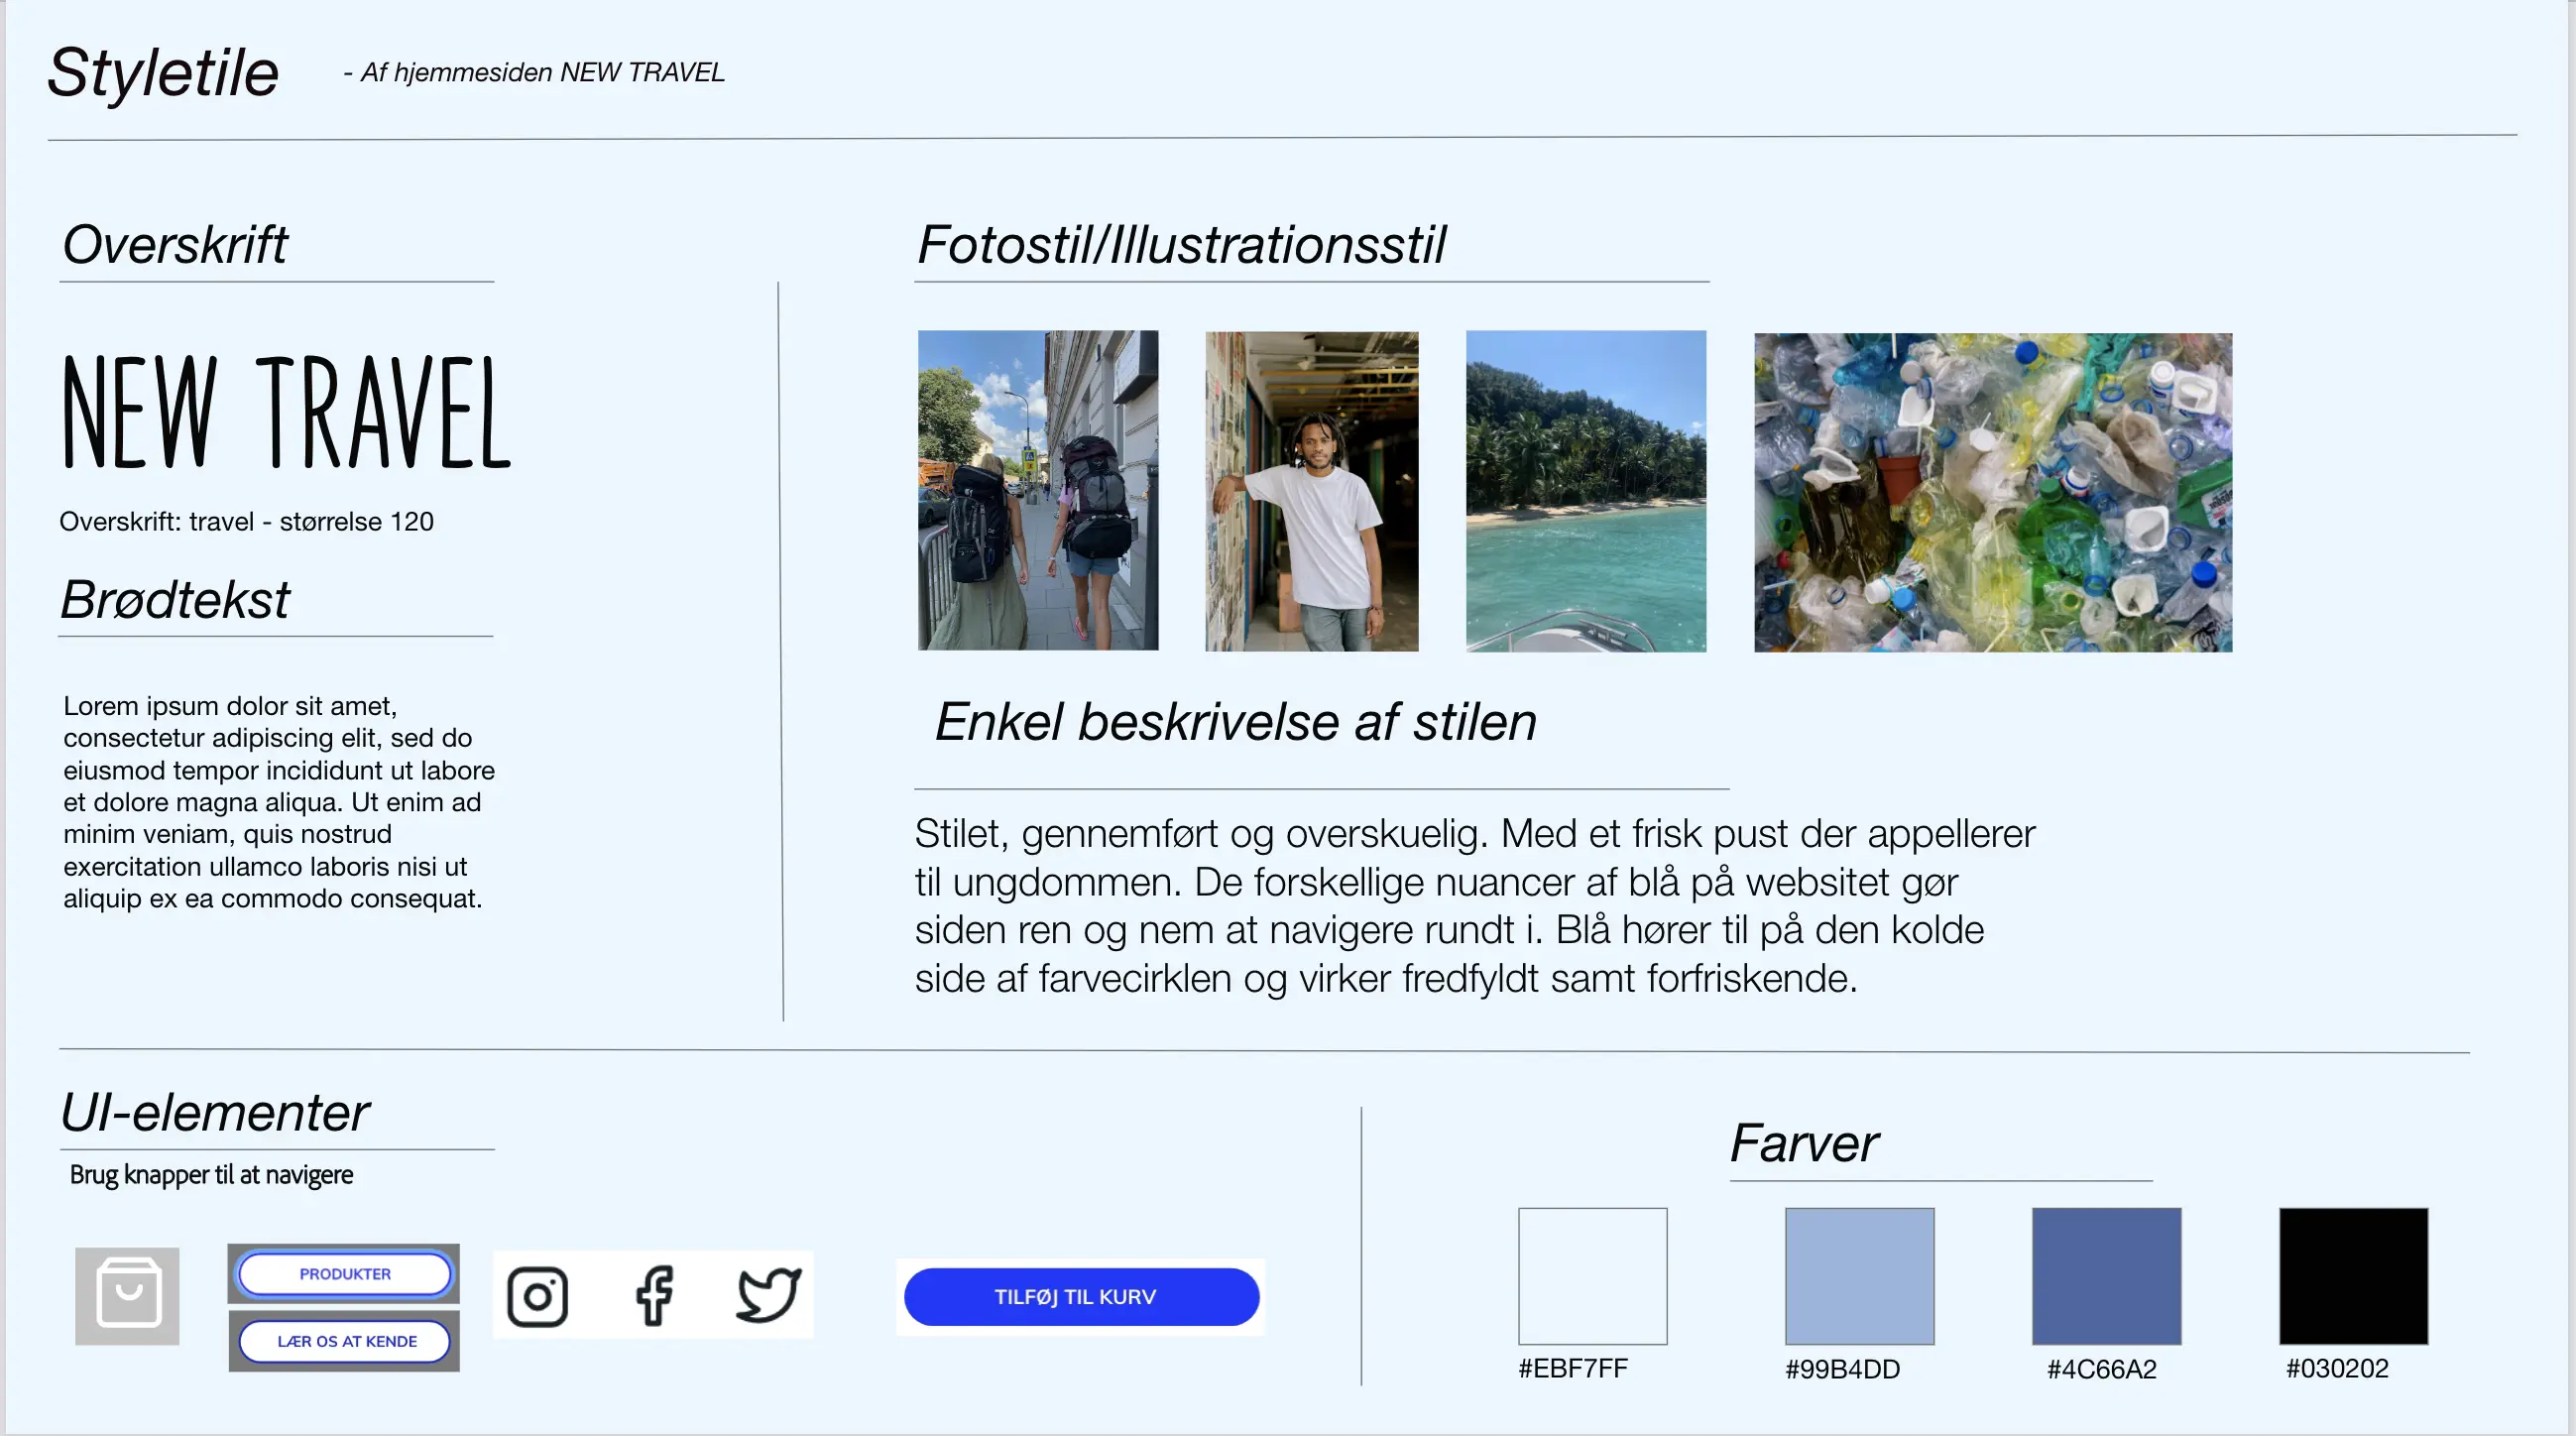 Styletile
- Af hjemmesiden NEW TRAVEL
Overskrift
NEW TRAVEL
Overskrift: travel - størrelse 120
Brødtekst
Lorem ipsum dolor sit amet,
consectetur adipiscing elit, sed do
eiusmod tempor incididunt ut labore
et dolore magna aliqua. Ut enim ad
minim veniam, quis nostrud
exercitation ullamco laboris nisi ut
aliquip ex ea commodo consequat.
Fotostil/Illustrationsstil
Enkel beskrivelse af stilen
Stilet, gennemført og overskuelig. Med et frisk pust der appellerer
til ungdommen. De forskellige nuancer af blå på websitet gør
siden ren og nem at navigere rundt i. Blå hører til på den kolde
side af farvecirklen og virker fredfyldt samt forfriskende.
UI-elementer
Brug knapper til at navigere
PRODUKTER
LÆR OS AT KENDE
TILFØJ TIL KURV
Farver
#EBF7FF
#99B4DD
#4C66A2
#030202